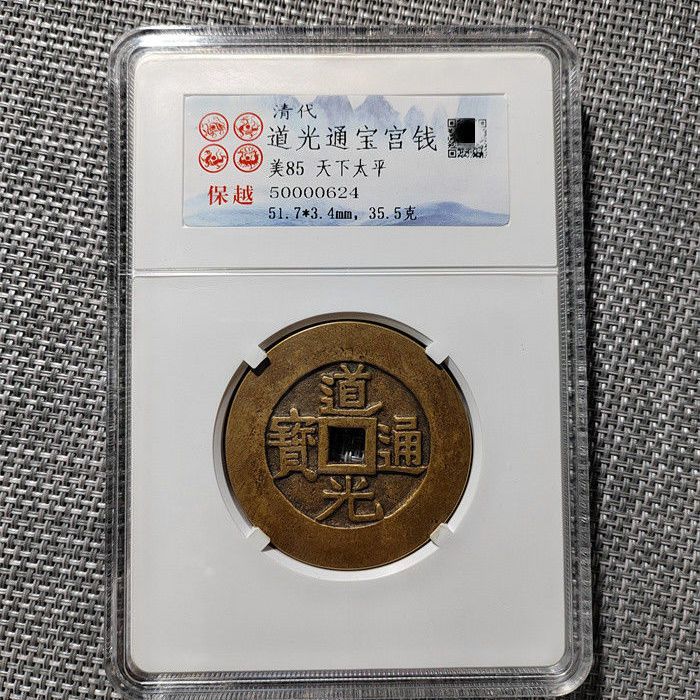 清代
道光通宝宫钱
美85 天下太平
保越 50000624
51.7*3.4mm, 35.5克
道
寶 通
光